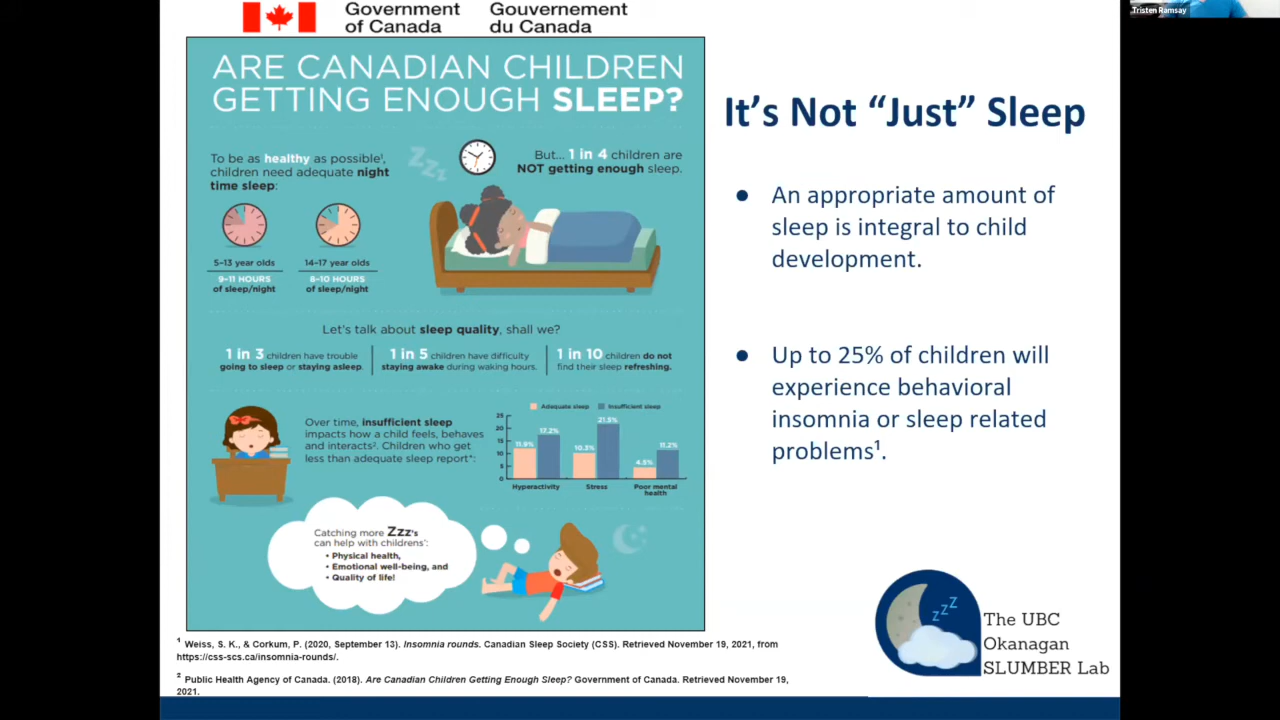 Tristen Ramsay
Government of Canada
Gouvernement du Canada
ARE CANADIAN CHILDREN
GETTING ENOUGH SLEEP?
To be as healthy as possible¹,
children need adequate night
time sleep:
5-13 year olds
9-11 HOURS
of sleep/night
14-17 year olds
8-10 HOURS
of sleep/night
ZZZz
But... 1 in 4 children are
NOT getting enough sleep.
Let's talk about sleep quality, shall we?
1 in 3 children have trouble
going to sleep or staying asleep.
1 in 5 children have difficulty
staying awake during waking hours.
1 in 10 children do not
find their sleep refreshing.
Over time, insufficient sleep
impacts how a child feels, behaves
and interacts². Children who get
less than adequate sleep report⁺:
Adequate sleep
Insufficient sleep
25
20
15
10
5
0
11.8%
17.2%
10.3%
21.5%
4.5%
11.2%
Hyperactivity
Stress
Poor mental
health
Catching more Zzz's
can help with childrens':
• Physical health,
• Emotional well-being, and
• Quality of life!
It's Not “Just” Sleep
● An appropriate amount of
sleep is integral to child
development.
● Up to 25% of children will
experience behavioral
insomnia or sleep related
problems¹.
zzZ
The UBC
Okanagan
SLUMBER Lab
¹ Weiss, S. K., & Corkum, P. (2020, September 13). Insomnia rounds. Canadian Sleep Society (CSS). Retrieved November 19, 2021, from
https://css-scs.ca/insomnia-rounds/.
² Public Health Agency of Canada. (2018). Are Canadian Children Getting Enough Sleep? Government of Canada. Retrieved November 19,
2021.